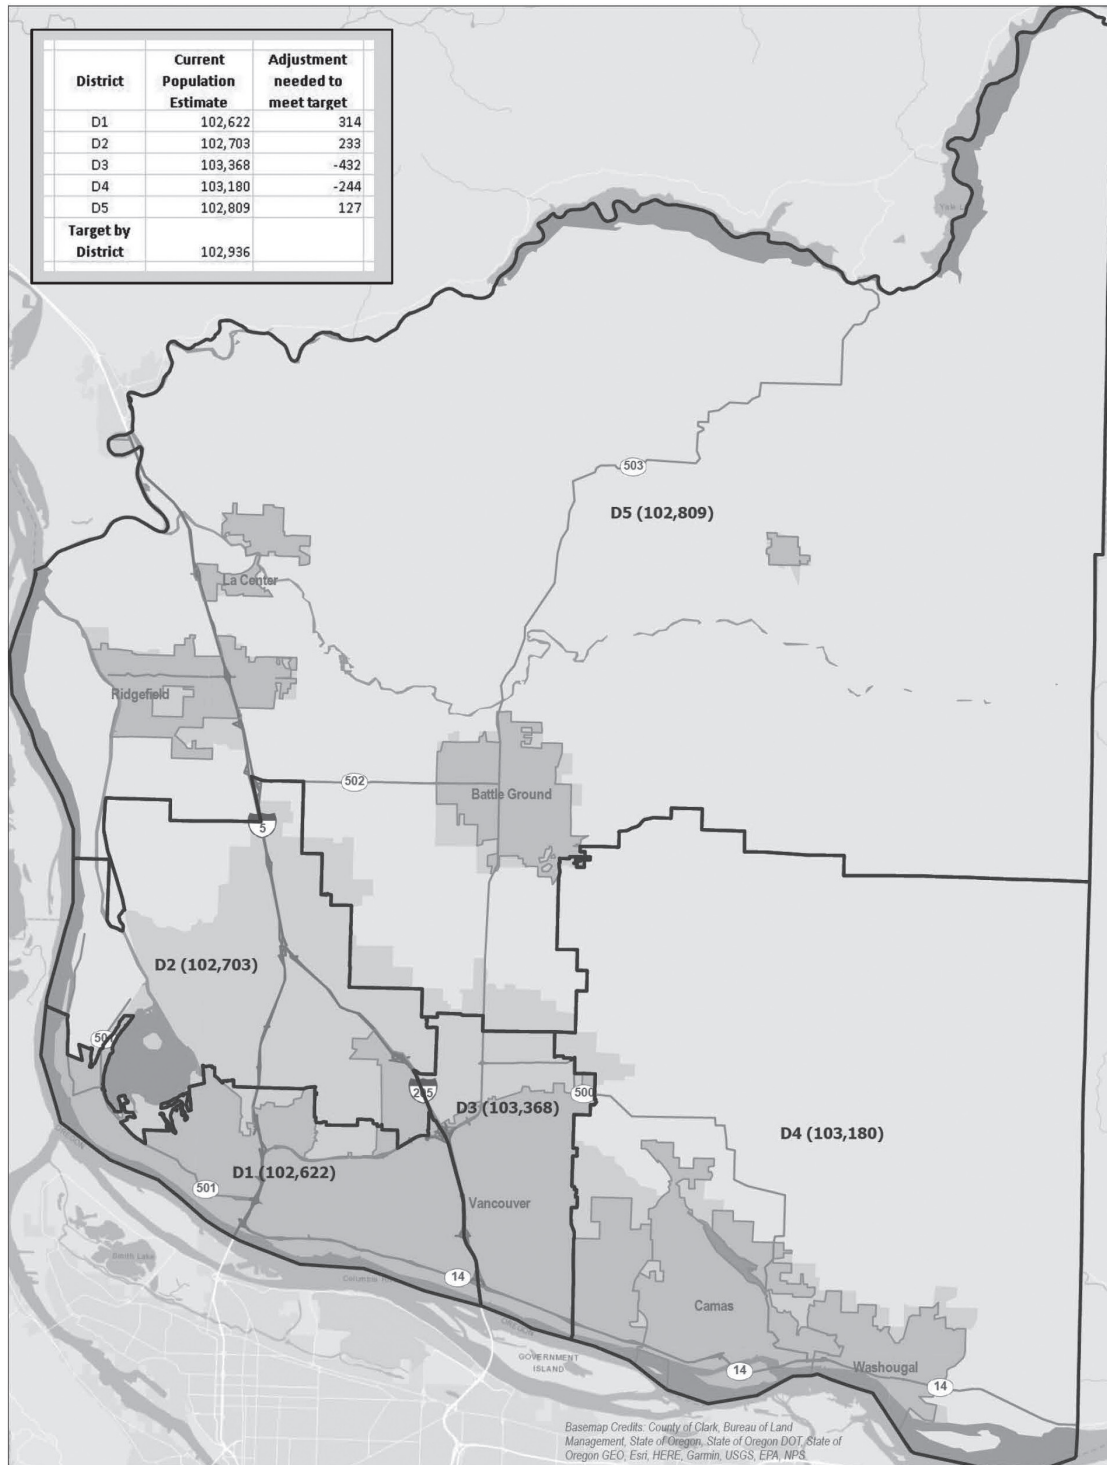 District Current Population Estimate Adjustment needed to meet target
D1 102,622 314
D2 102,703 233
D3 103,368 -432
D4 103,180 -244
D5 102,809 127
Target by District 102,936
503
D5 (102,809)
La Center
Ridgefield
502
Battle Ground
5
D2 (102,703)
205
500
D3 (103,368)
D4 (103,180)
D1 (102,622)
501
Vancouver
14
Camas
OREGON
GOVERNMENT
ISLAND
Washougal
14
14
Basemap Credits: County of Clark, Bureau of Land
Management, State of Oregon, State of Oregon DOT, State of
Oregon GEO, Esri, HERE, Garmin, USGS, EPA, NPS